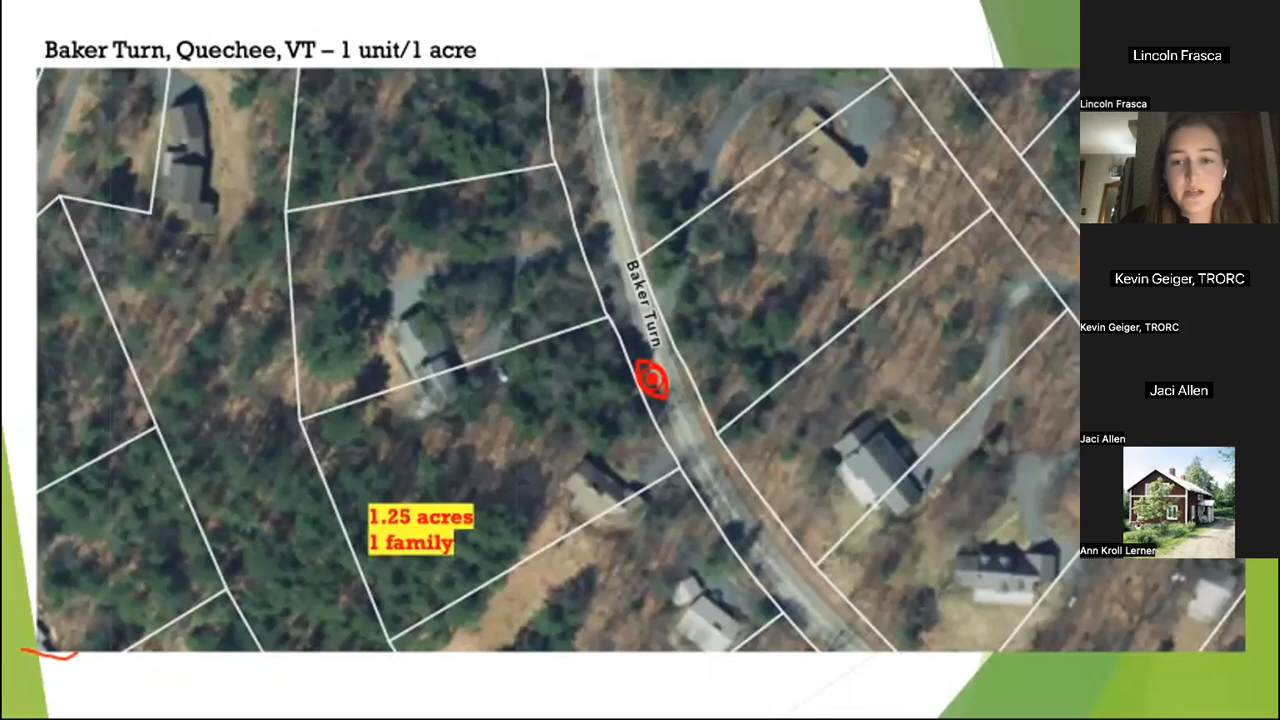 Baker Turn, Quechee, VT – 1 unit/1 acre
Baker Turn
1.25 acres
1 family
Lincoln Frasca
Lincoln Frasca
Kevin Geiger, TRORC
Kevin Geiger, TRORC
Jaci Allen
Jaci Allen
Ann Kroll Lerner